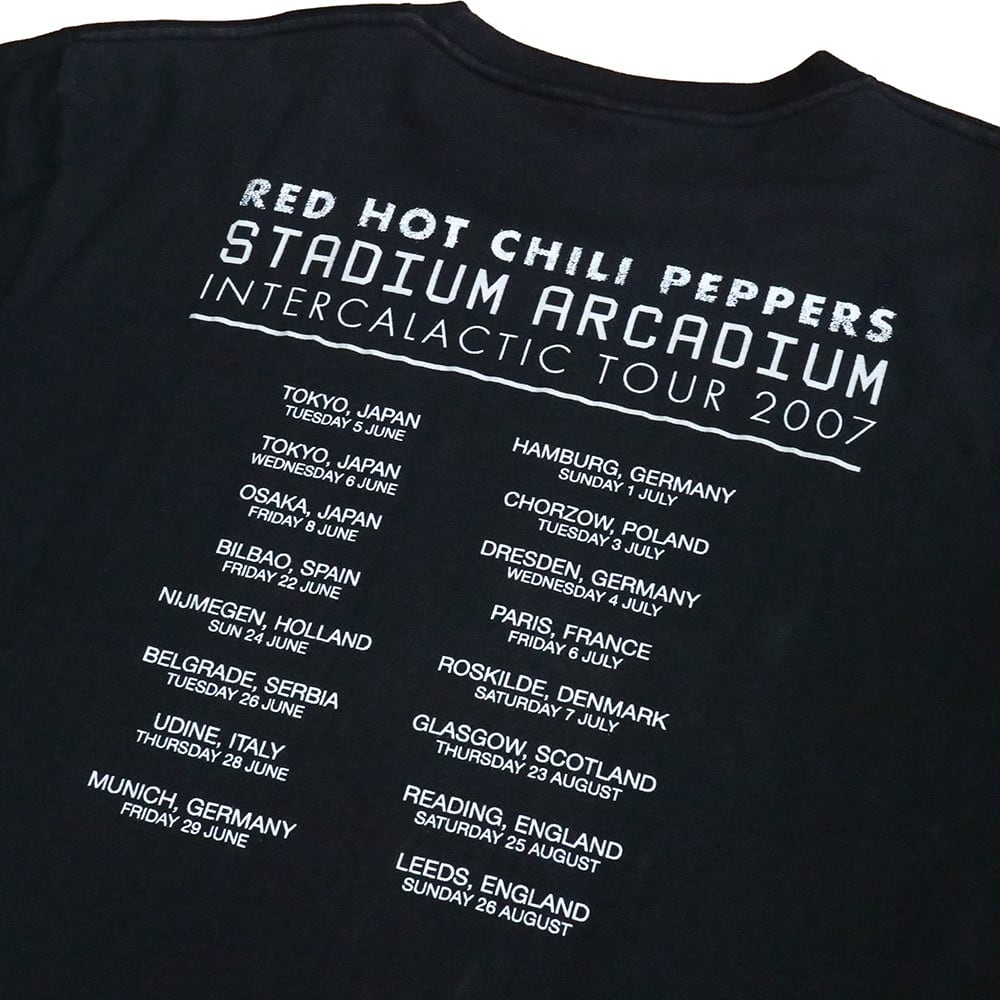 RED HOT CHILI PEPPERS
STADIUM ARCADIUM
INTERCALACTIC TOUR 2007
TOKYO, JAPAN
TUESDAY 5 JUNE
TOKYO, JAPAN
WEDNESDAY 6 JUNE
OSAKA, JAPAN
FRIDAY 8 JUNE
BILBAO, SPAIN
FRIDAY 22 JUNE
NIJMEGEN, HOLLAND
SUN 24 JUNE
BELGRADE, SERBIA
TUESDAY 26 JUNE
UDINE, ITALY
THURSDAY 28 JUNE
MUNICH, GERMANY
FRIDAY 29 JUNE
HAMBURG, GERMANY
SUNDAY 1 JULY
CHORZOW, POLAND
TUESDAY 3 JULY
DRESDEN, GERMANY
WEDNESDAY 4 JULY
PARIS, FRANCE
FRIDAY 6 JULY
ROSKILDE, DENMARK
SATURDAY 7 JULY
GLASGOW, SCOTLAND
THURSDAY 23 AUGUST
READING, ENGLAND
SATURDAY 25 AUGUST
LEEDS, ENGLAND
SUNDAY 26 AUGUST